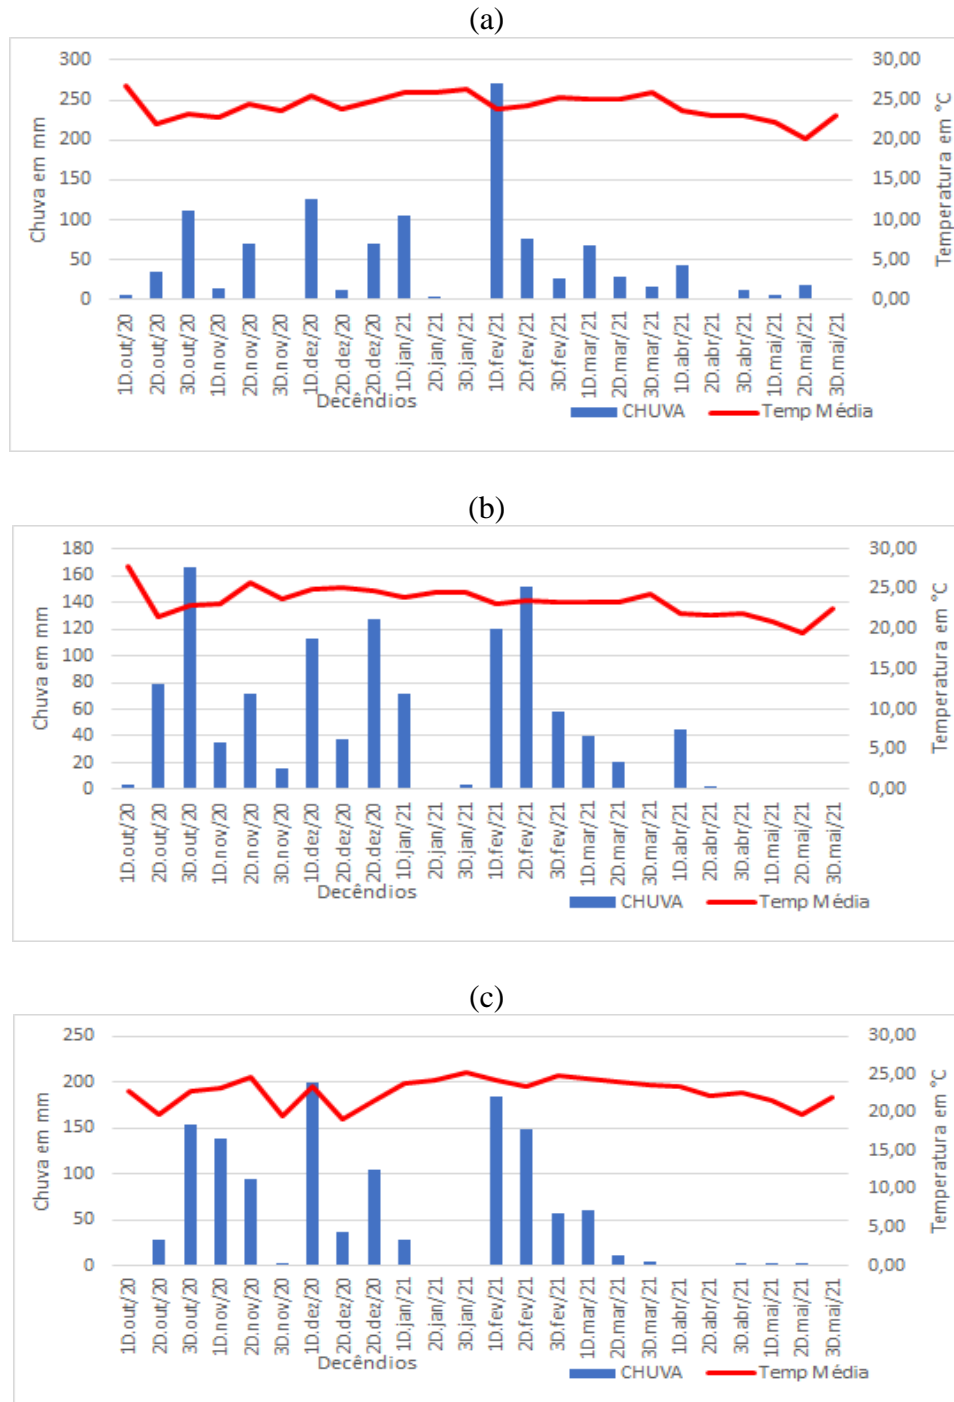 (a)
300
250
200
150
100
50
0
Chuva em mm
30,00
25,00
20,00
15,00
10,00
5,00
0,00
Temperatura em °C
1D.out/20
2D.out/20
3D.out/20
1D.nov/20
2D.nov/20
3D.nov/20
1D.dez/20
2D.dez/20
3D.dez/20
1D.jan/21
2D.jan/21
3D.jan/21
1D.fev/21
2D.fev/21
3D.fev/21
1D.mar/21
2D.mar/21
3D.mar/21
1D.abr/21
2D.abr/21
3D.abr/21
1D.mai/21
2D.mai/21
3D.mai/21
Decêndios
CHUVA Temp Média
(b)
180
160
140
120
100
80
60
40
20
0
Chuva em mm
30,00
25,00
20,00
15,00
10,00
5,00
0,00
Temperatura em °C
1D.out/20
2D.out/20
3D.out/20
1D.nov/20
2D.nov/20
3D.nov/20
1D.dez/20
2D.dez/20
3D.dez/20
1D.jan/21
2D.jan/21
3D.jan/21
1D.fev/21
2D.fev/21
3D.fev/21
1D.mar/21
2D.mar/21
3D.mar/21
1D.abr/21
2D.abr/21
3D.abr/21
1D.mai/21
2D.mai/21
3D.mai/21
Decêndios
CHUVA Temp Média
(c)
250
200
150
100
50
0
Chuva em mm
30,00
25,00
20,00
15,00
10,00
5,00
0,00
Temperatura em °C
1D.out/20
2D.out/20
3D.out/20
1D.nov/20
2D.nov/20
3D.nov/20
1D.dez/20
2D.dez/20
3D.dez/20
1D.jan/21
2D.jan/21
3D.jan/21
1D.fev/21
2D.fev/21
3D.fev/21
1D.mar/21
2D.mar/21
3D.mar/21
1D.abr/21
2D.abr/21
3D.abr/21
1D.mai/21
2D.mai/21
3D.mai/21
Decêndios
CHUVA Temp Média